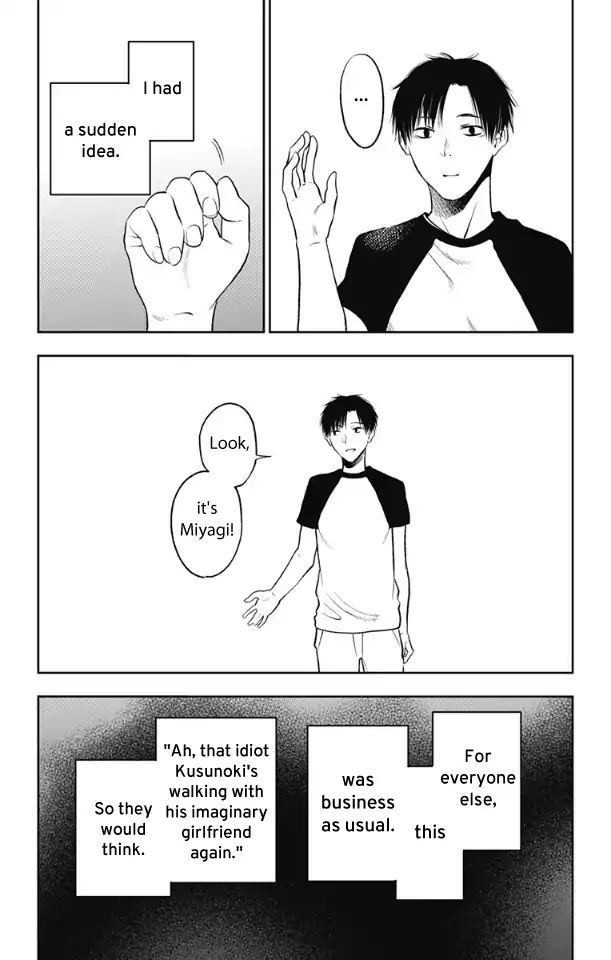 ...
I had
a sudden
idea.
Look,
it's
Miyagi!
For
everyone
else,
this
was
business
as usual.
"Ah, that idiot
Kusunoki's
walking with
his imaginary
girlfriend
again."
So they
would
think.